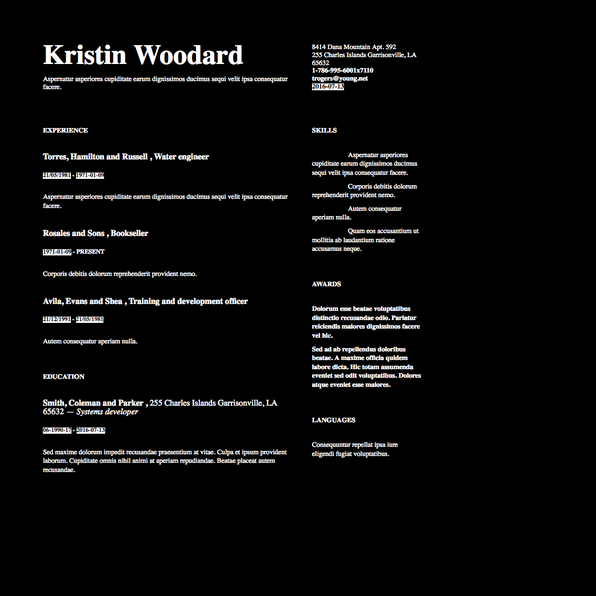 Kristin Woodard
Aspernatur asperiores cupiditate earum dignissimos ducimus sequi velit ipsa consequatur
facere.
8414 Dana Mountain Apt. 592
255 Charles Islands Garrisonville, LA
65632
1-786-995-6001x7110
trogers@young.net
2016-07-13
EXPERIENCE
Torres, Hamilton and Russell , Water engineer
21/05/1981 - 1971-01-09
Aspernatur asperiores cupiditate earum dignissimos ducimus sequi velit ipsa consequatur
facere.
Rosales and Sons , Bookseller
1971-01-09 - PRESENT
Corporis debitis dolorum reprehenderit provident nemo.
Avila, Evans and Shea , Training and development officer
21/12/1991 - 21/05/1981
Autem consequatur aperiam nulla.
EDUCATION
Smith, Coleman and Parker , 255 Charles Islands Garrisonville, LA
65632 — Systems developer
06-1990-17 - 2016-07-13
Sed maxime dolorum impedit recusandae praesentium at vitae. Culpa et ipsum provident
laborum. Cupiditate omnis nihil animi at aperiam repudiandae. Beatae placeat autem
recusandae.
SKILLS
Aspernatur asperiores
cupiditate earum dignissimos ducimus
sequi velit ipsa consequatur facere.
Corporis debitis dolorum
reprehenderit provident nemo.
Autem consequatur
aperiam nulla.
Quam eos accusantium ut
mollitia ab laudantium ratione
accusamus neque.
AWARDS
Dolorum esse beatae voluptatibus
distinctio recusandae odio. Pariatur
reiciendis maiores dignissimos facere
vel hic.
Sed ad ab repellendus doloribus
beatae. A maxime officia quidem
labore dicta. Hic totam assumenda
eveniet sed odit voluptatibus. Dolores
atque eveniet esse maiores.
LANGUAGES
Consequuntur repellat ipsa iure
eligendi fugiat voluptatibus.